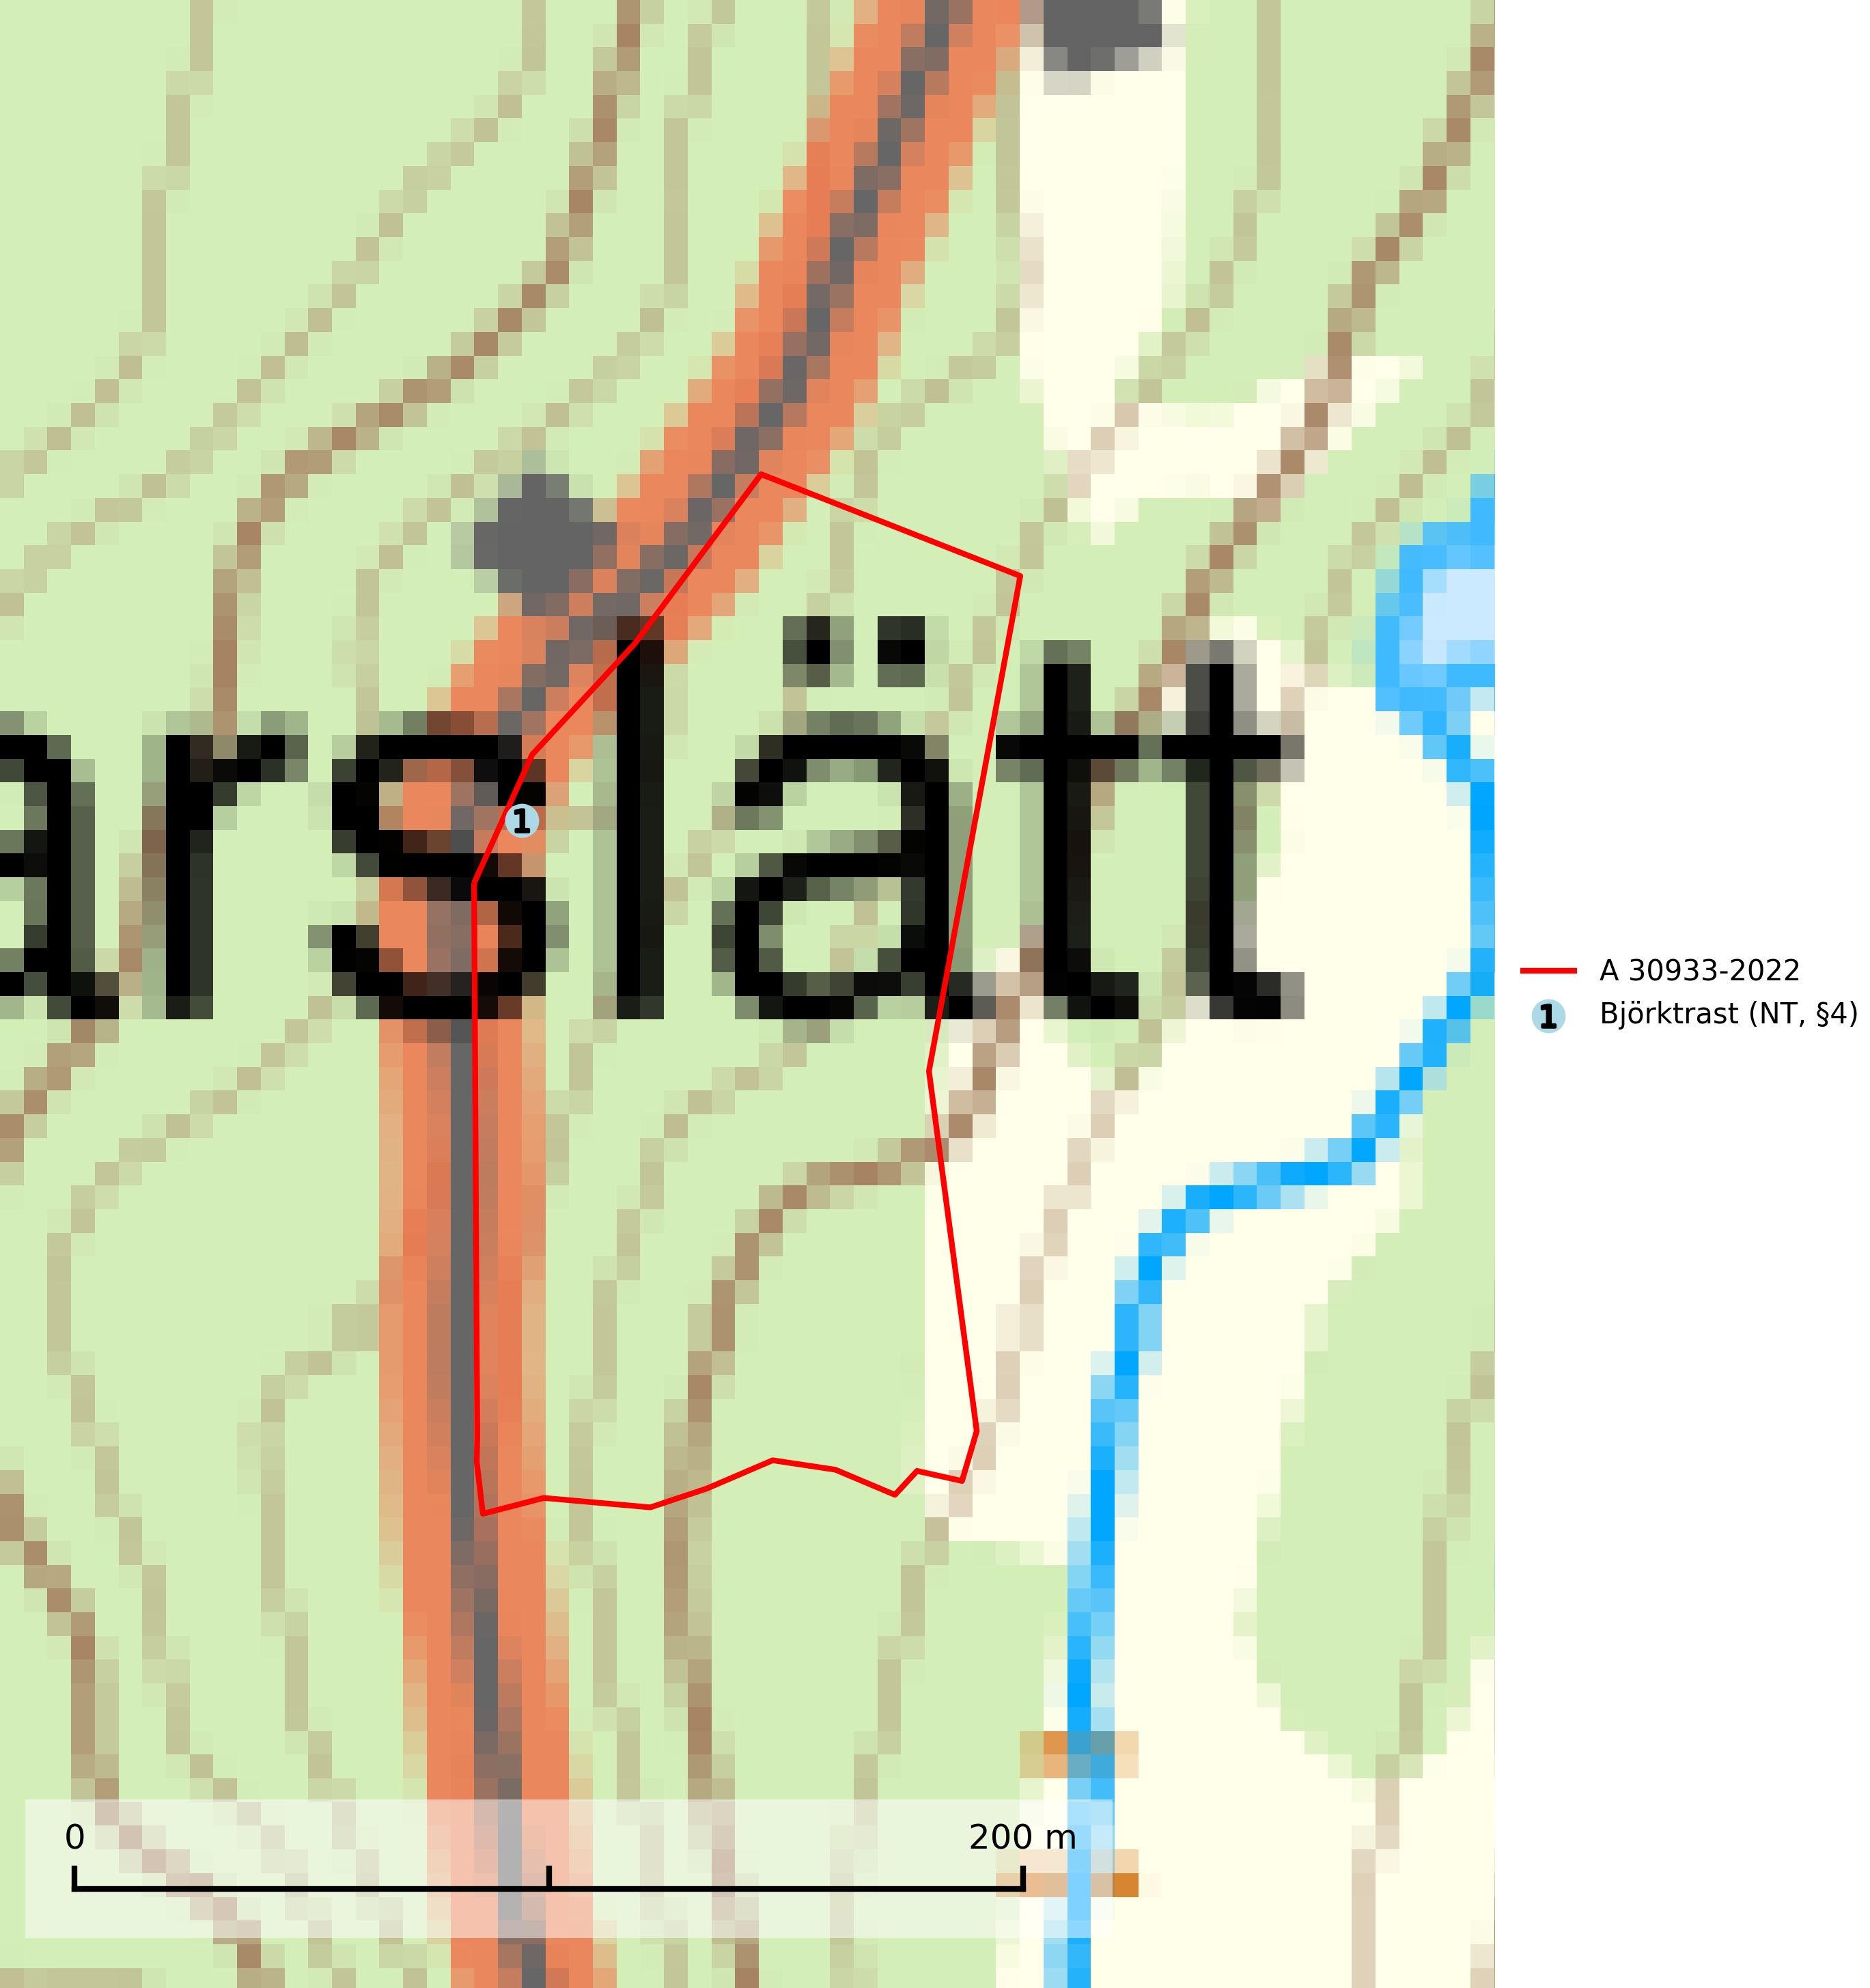 arslätt
1
A 30933-2022
1 Björktrast (NT, §4)
0 200 m